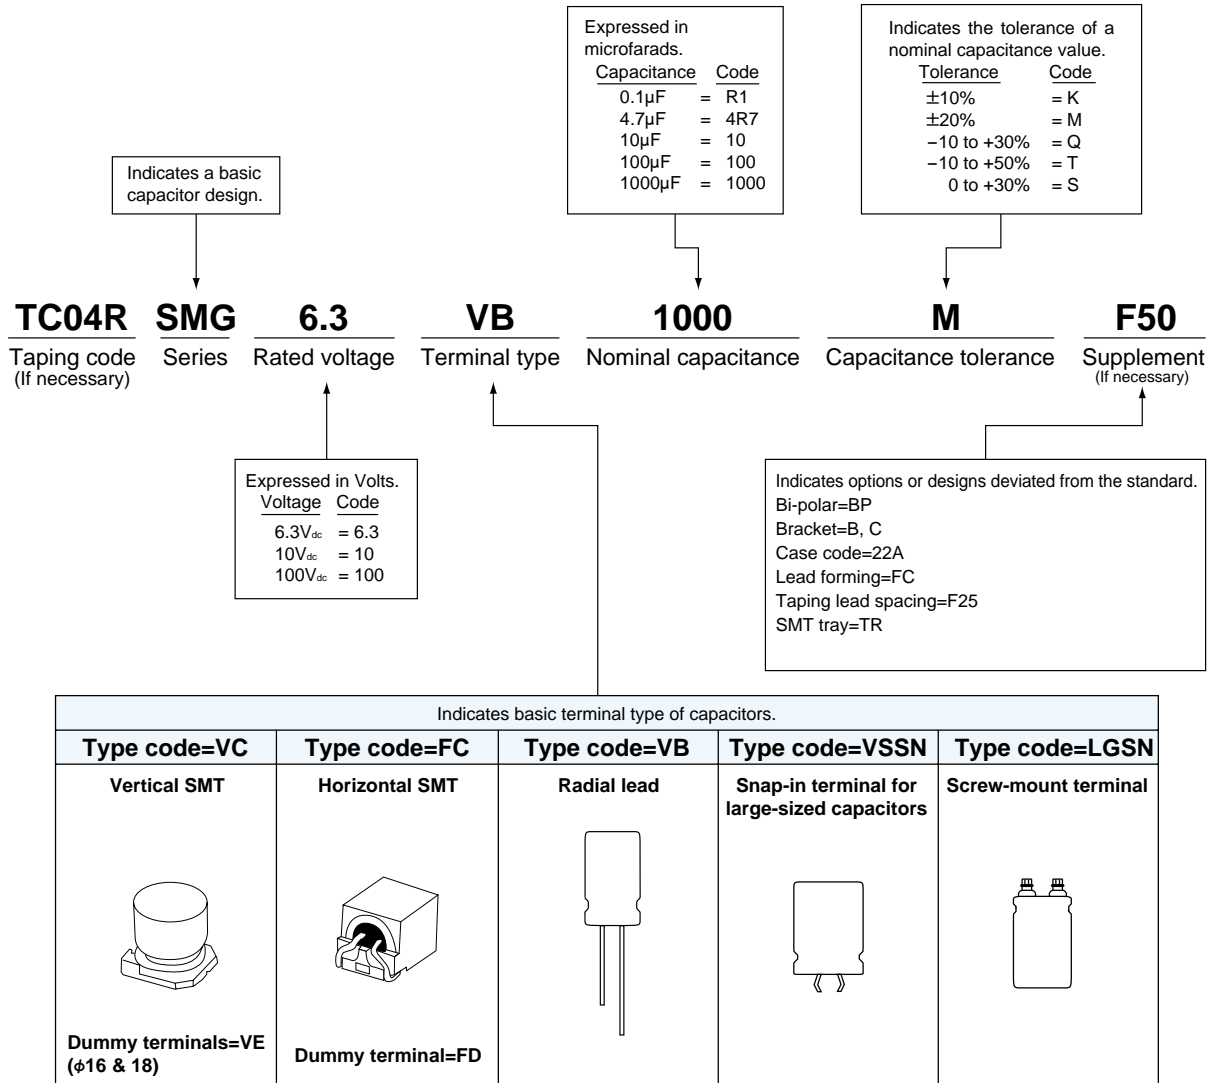 Expressed in
microfarads.
Capacitance Code
0.1µF = R1
4.7µF = 4R7
10µF = 10
100µF = 100
1000µF = 1000
Indicates the tolerance of a
nominal capacitance value.
Tolerance Code
±10% = K
±20% = M
−10 to +30% = Q
−10 to +50% = T
0 to +30% = S
Indicates a basic
capacitor design.
TC04R SMG 6.3 VB 1000 M F50
Taping code Series Rated voltage Terminal type Nominal capacitance Capacitance tolerance Supplement
(If necessary) (If necessary)
Expressed in Volts.
Voltage Code
6.3Vdc = 6.3
10Vdc = 10
100Vdc = 100
Indicates options or designs deviated from the standard.
Bi-polar=BP
Bracket=B, C
Case code=22A
Lead forming=FC
Taping lead spacing=F25
SMT tray=TR
Indicates basic terminal type of capacitors.
Type code=VC Type code=FC Type code=VB Type code=VSSN Type code=LGSN
Vertical SMT Horizontal SMT Radial lead Snap-in terminal for Screw-mount terminal
large-sized capacitors
Dummy terminals=VE
(φ16 & 18)
Dummy terminal=FD